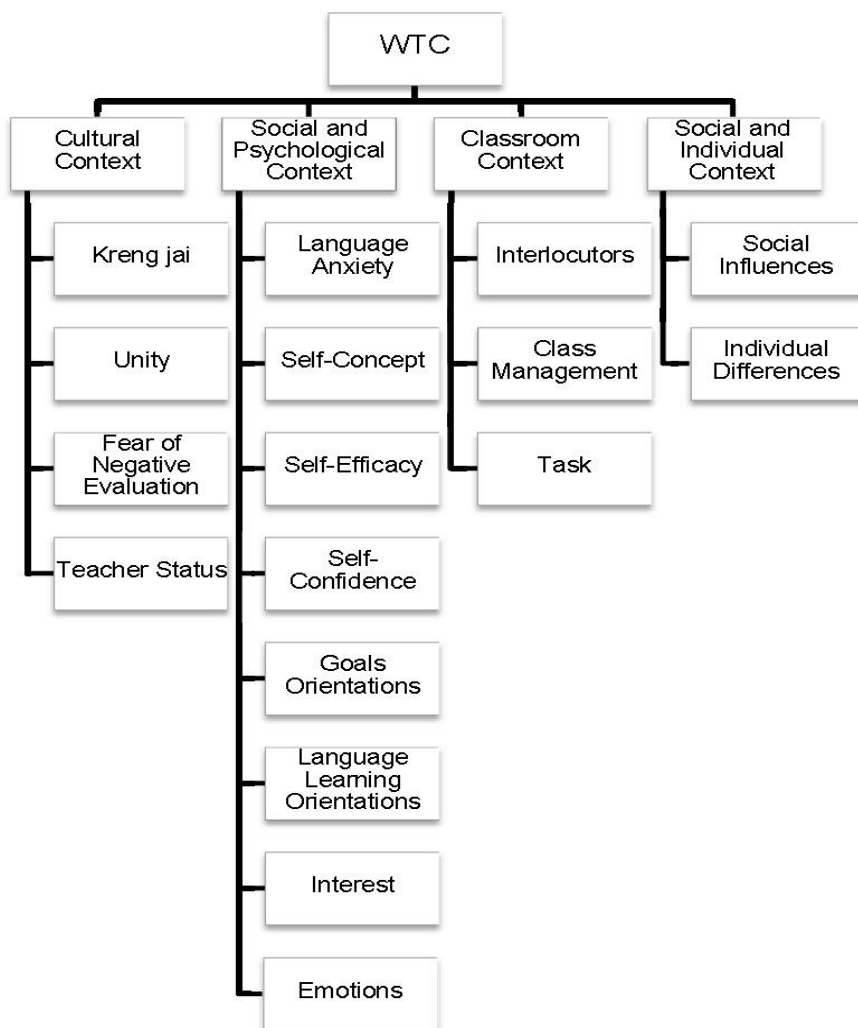 WTC
Cultural
Context
Kreng jai
Unity
Fear of
Negative
Evaluation
Teacher Status
Social and
Psychological
Context
Language
Anxiety
Self-Concept
Self-Efficacy
Self-
Confidence
Goals
Orientations
Language
Learning
Orientations
Interest
Emotions
Classroom
Context
Interlocutors
Class
Management
Task
Social and
Individual
Context
Social
Influences
Individual
Differences